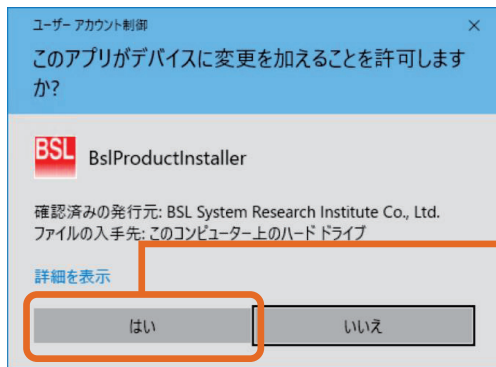 ユーザー アカウント制御
このアプリがデバイスに変更を加えることを許可します
か?
BSL
BslProductInstaller
確認済みの発行元: BSL System Research Institute Co., Ltd.
ファイルの入手先: このコンピューター上のハード ドライブ
詳細を表示
はい
いいえ